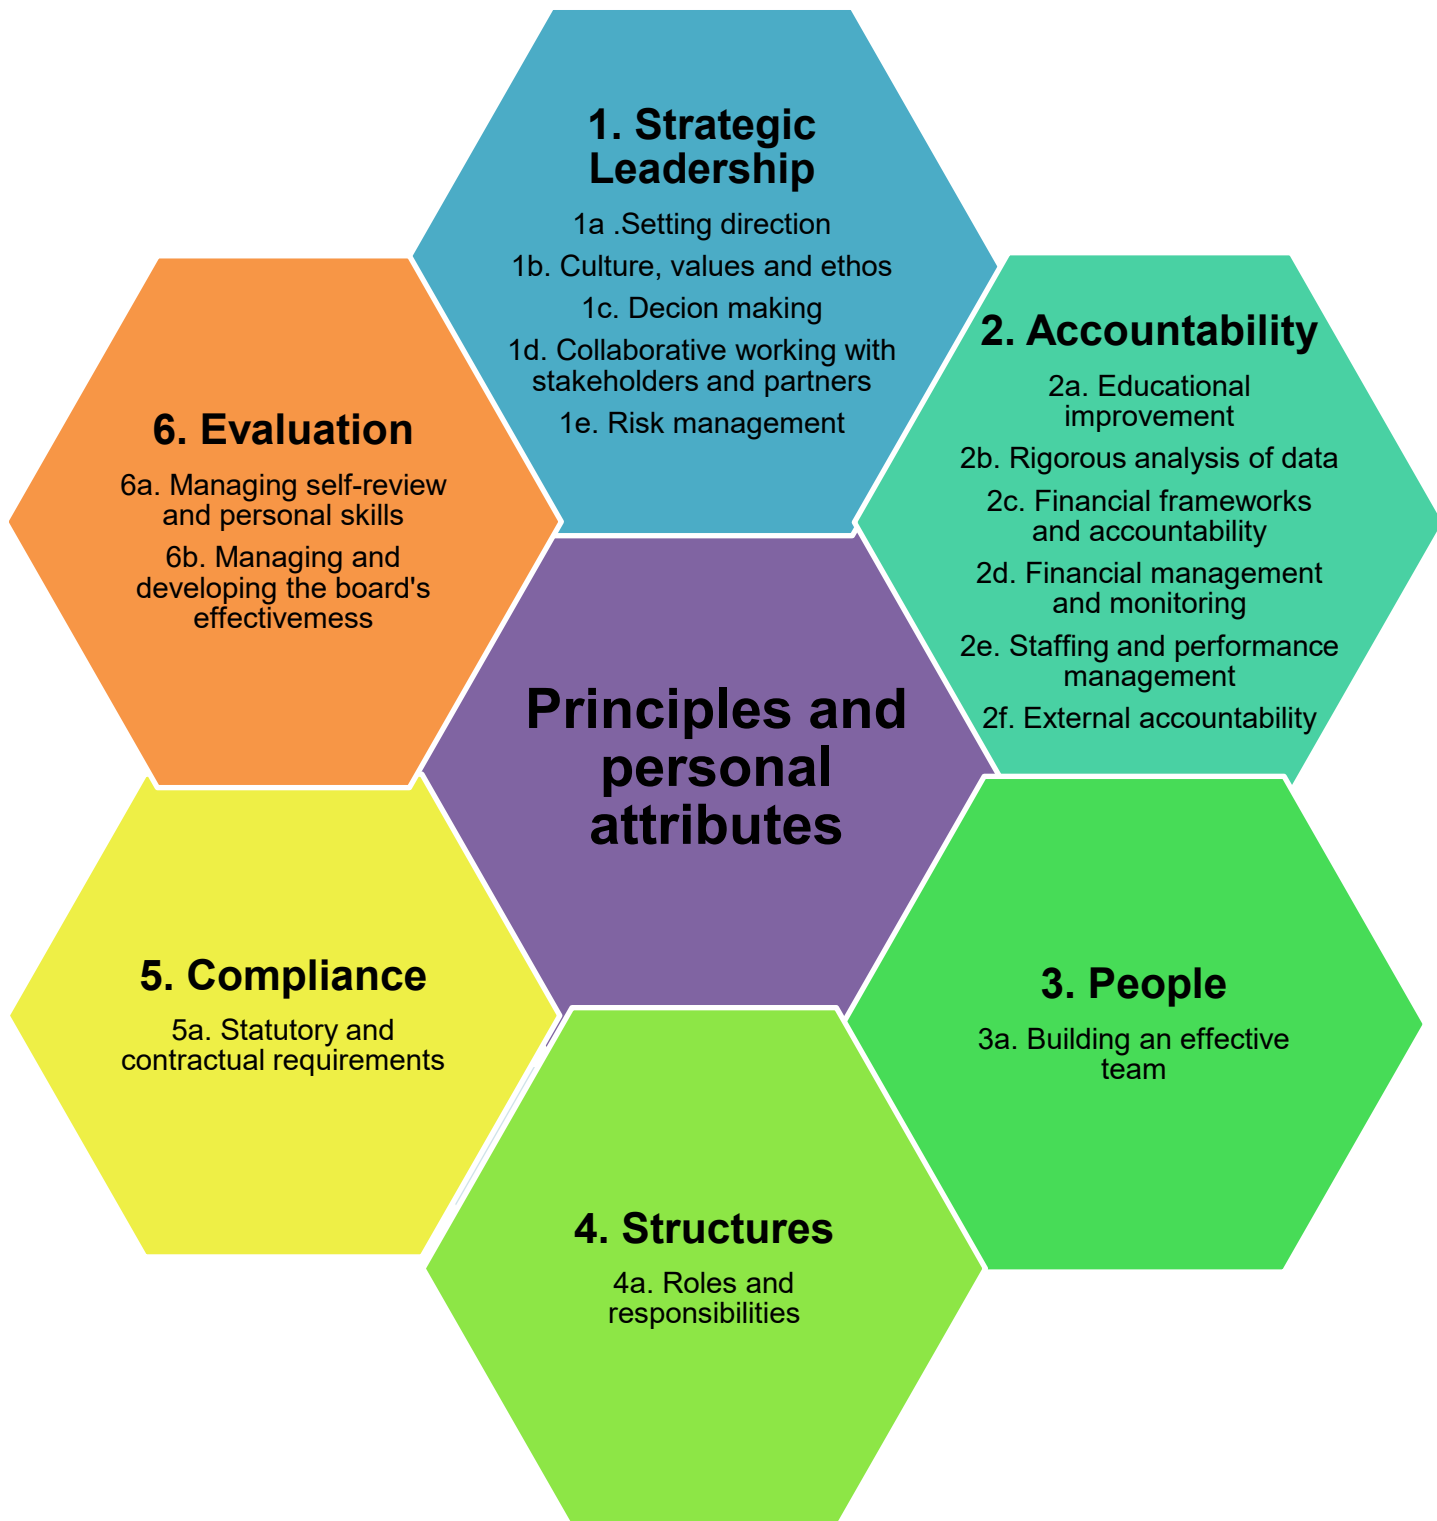 1. Strategic
Leadership
1a .Setting direction
1b. Culture, values and ethos
1c. Decion making
1d. Collaborative working with
stakeholders and partners
1e. Risk management
2. Accountability
2a. Educational
improvement
2b. Rigorous analysis of data
2c. Financial frameworks
and accountability
2d. Financial management
and monitoring
2e. Staffing and performance
management
2f. External accountability
3. People
3a. Building an effective
team
4. Structures
4a. Roles and
responsibilities
5. Compliance
5a. Statutory and
contractual requirements
6. Evaluation
6a. Managing self-review
and personal skills
6b. Managing and
developing the board's
effectivemess
Principles and
personal
attributes